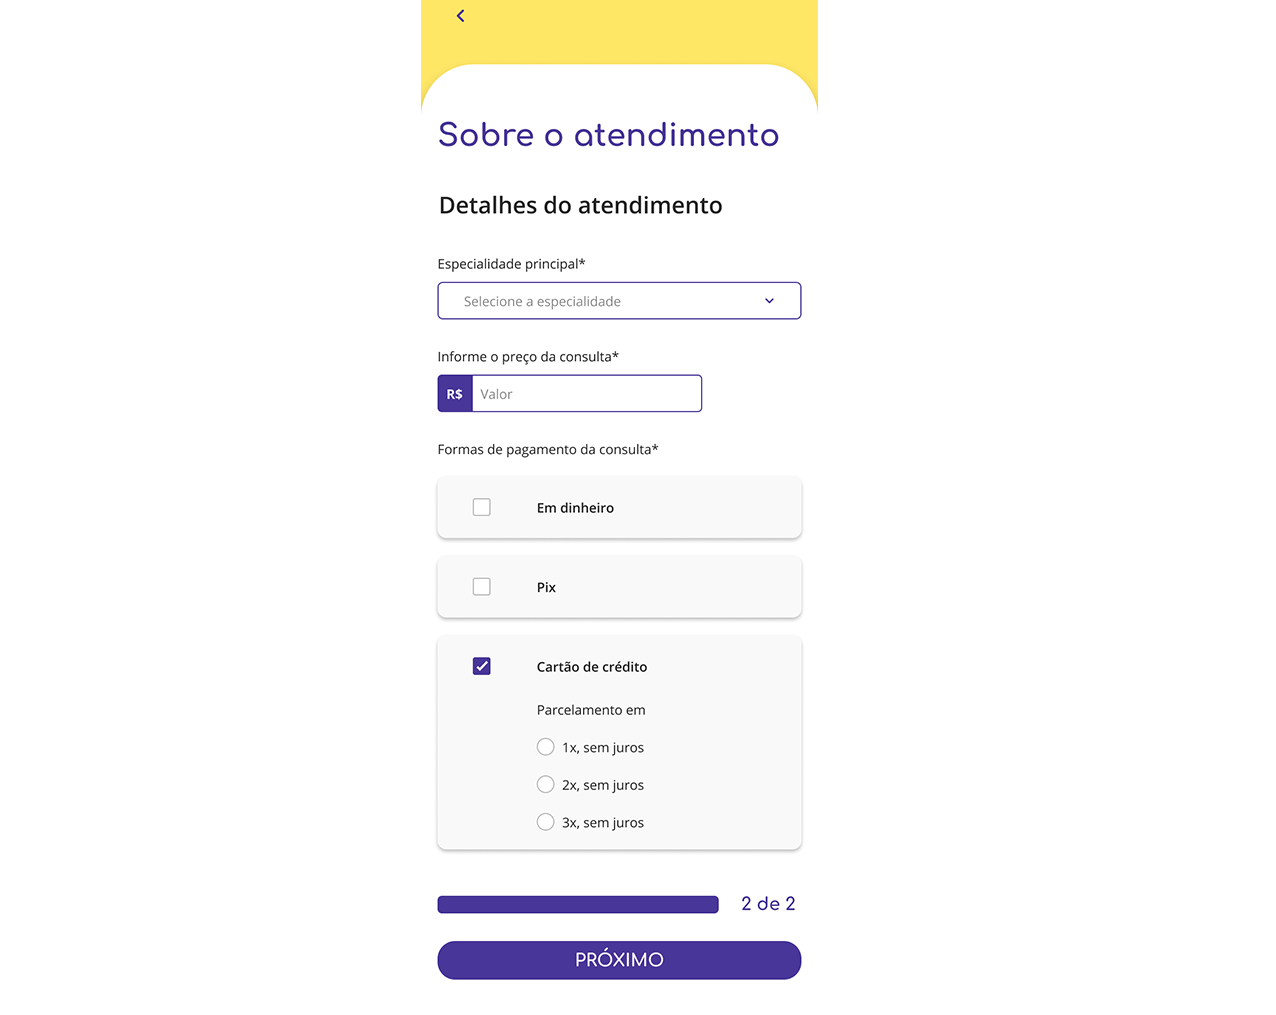 Sobre o atendimento
Detalhes do atendimento
Especialidade principal*
Selecione a especialidade
Informe o preço da consulta*
R$ Valor
Formas de pagamento da consulta*
Em dinheiro
Pix
Cartão de crédito
Parcelamento em
1x, sem juros
2x, sem juros
3x, sem juros
2 de 2
PRÓXIMO